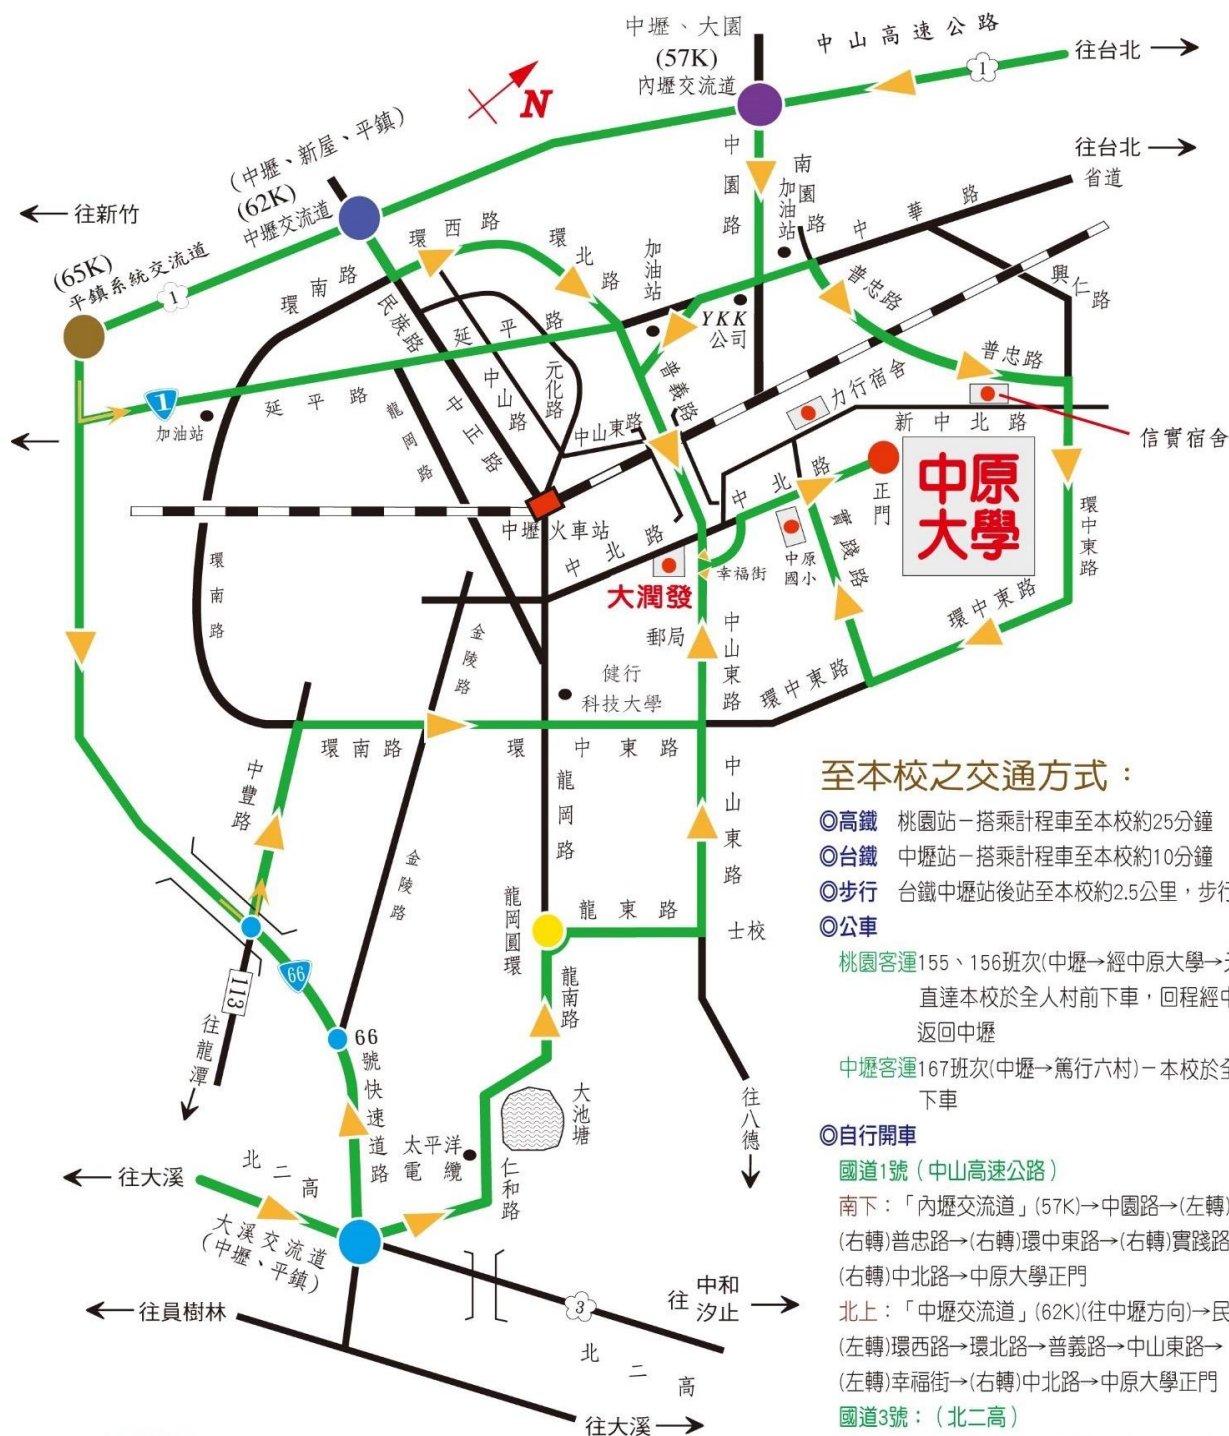 中壢、大園
(57K)
內壢交流道
中山高速公路
1
往台北
N
往台北
省道
(中壢、新屋、平鎮)
(62K)
中壢交流道
往新竹
(65K)
平鎮系統交流道
1
環西路
環北路
加油站
中園路
南園路
加油站
中華路
興仁路
環南路
民族路
延平路
YKK
公司
普忠路
普忠路
普義路
元化路
中山路
中山東路
力行宿舍
新中北路
信實宿舍
1
加油站
延平路
龍岡路
中正路
中壢火車站
中北路
中北路
正門
中原
大學
環中東路
中原
國小
實踐路
幸福街
大潤發
環南路
金陵路
郵局
中山東路
環中東路
環中東路
健行
科技大學
環南路
環中東路
中豐路
龍岡路
中山東路
金陵路
龍岡圓環
龍東路
士校
66
113
往龍潭
66號快速道路
龍南路
大池塘
往八德
太平洋
電纜
仁和路
往大溪
北二高
大溪交流道
(中壢、平鎮)
往員樹林
3
往中和
汐止
北二高
往大溪
至本校之交通方式：
◎高鐵 桃園站－搭乘計程車至本校約25分鐘
◎台鐵 中壢站－搭乘計程車至本校約10分鐘
◎步行 台鐵中壢站後站至本校約2.5公里，步行
◎公車
桃園客運155、156班次(中壢→經中原大學→
直達本校於全人村前下車，回程經中
返回中壢
中壢客運167班次(中壢→篤行六村)－本校於全
下車
◎自行開車
國道1號（中山高速公路）
南下：「內壢交流道」(57K)→中園路→(左轉)
(右轉)普忠路→(右轉)環中東路→(右轉)實踐路
(右轉)中北路→中原大學正門
北上：「中壢交流道」(62K)(往中壢方向)→民
(左轉)環西路→環北路→普義路→中山東路→
(左轉)幸福街→(右轉)中北路→中原大學正門
國道3號：（北二高）